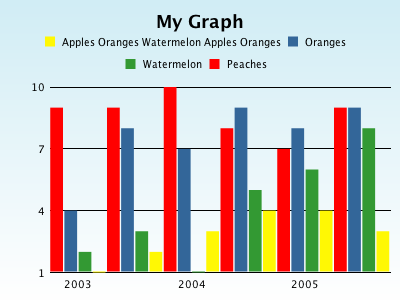 My Graph
Apples Oranges Watermelon Apples Oranges Oranges
Watermelon Peaches
10
7
4
1
2003 2004 2005